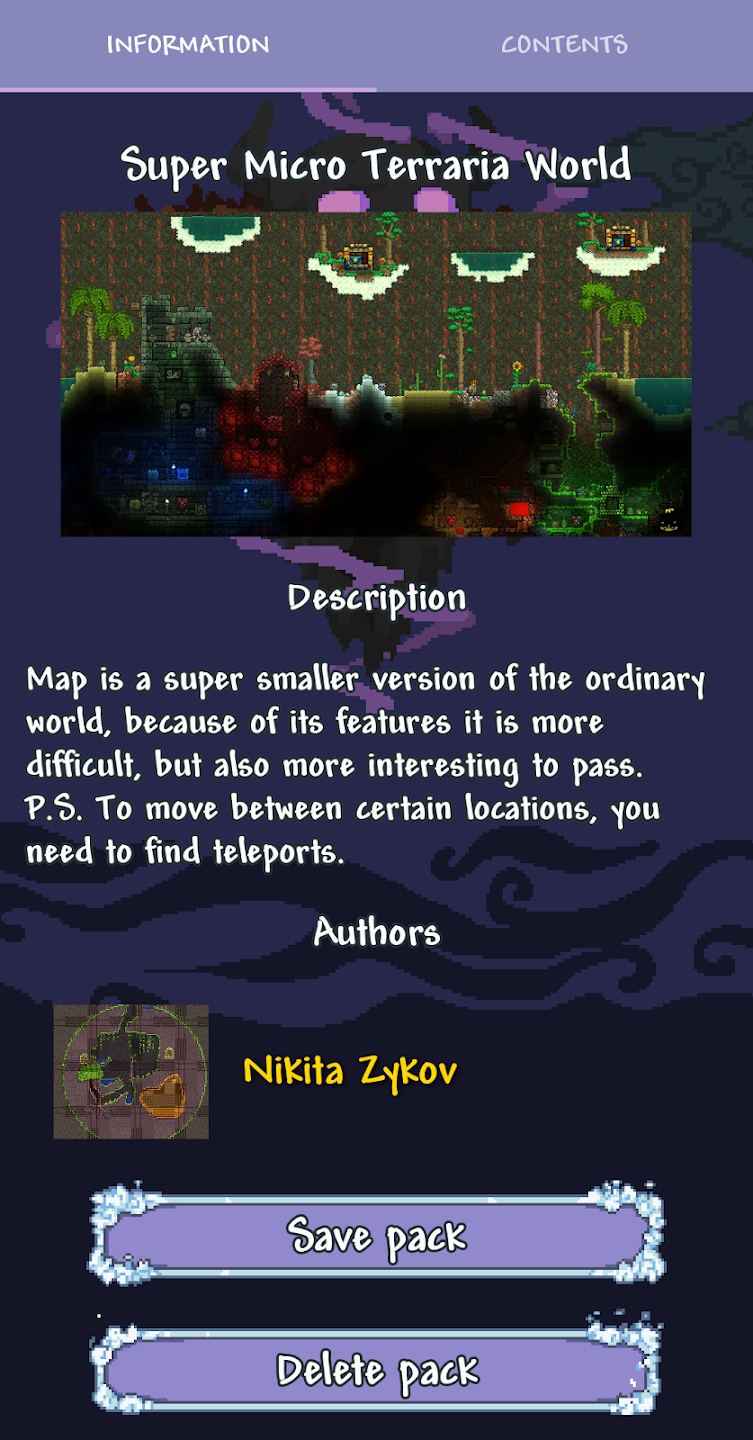 INFORMATION
CONTENTS
Super Micro Terraria World
Description
Map is a super smaller version of the ordinary
world, because of its features it is more
difficult, but also more interesting to pass.
P.S. To move between certain locations, you
need to find teleports.
Authors
Nikita Zykov
Save pack
Delete pack